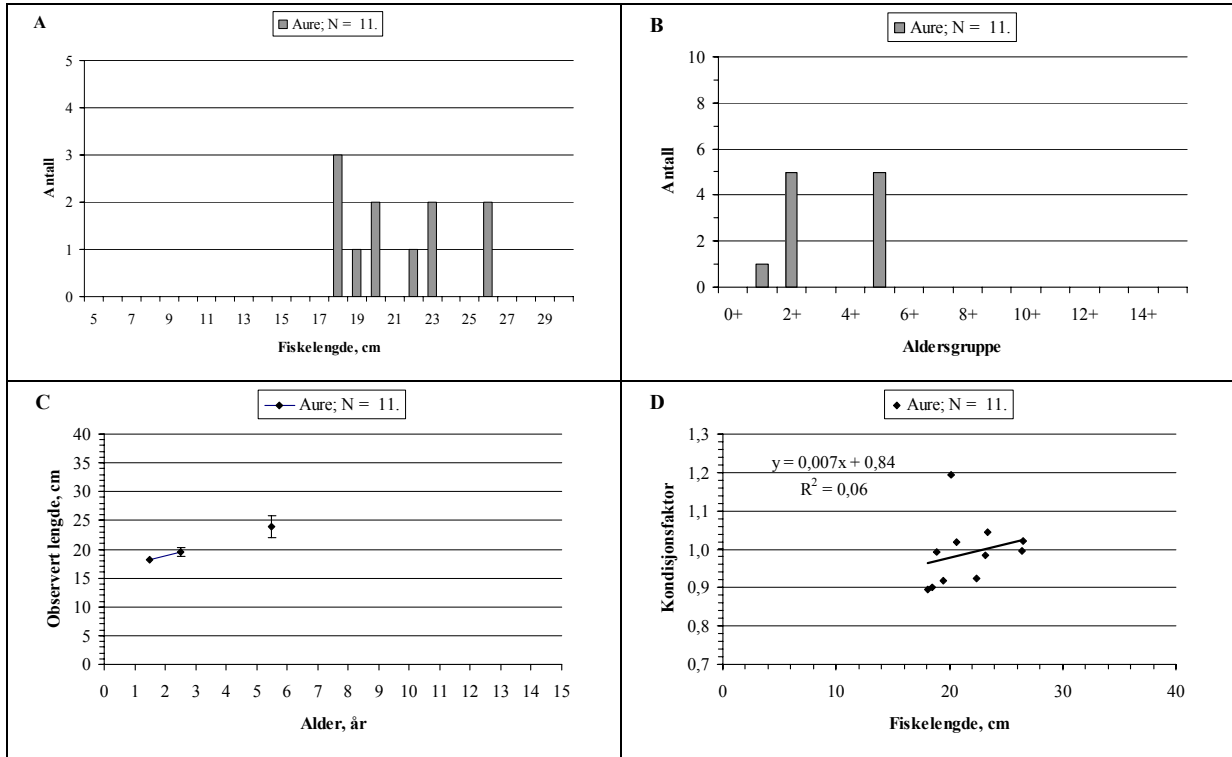 A
Aure; N = 11.
5
4
3
2
1
0
Antall
5 7 9 11 13 15 17 19 21 23 25 27 29
Fiskelengde, cm
B
Aure; N = 11.
10
8
6
4
2
0
Antall
0+ 2+ 4+ 6+ 8+ 10+ 12+ 14+
Aldersgruppe
C
Aure; N = 11.
40
35
30
25
20
15
10
5
0
Observert lengde, cm
0 1 2 3 4 5 6 7 8 9 10 11 12 13 14 15
Alder, år
D
Aure; N = 11.
1,3
1,2
1,1
1,0
0,9
0,8
0,7
Kondisjonsfaktor
y = 0,007x + 0,84
R² = 0,06
0 10 20 30 40
Fiskelengde, cm